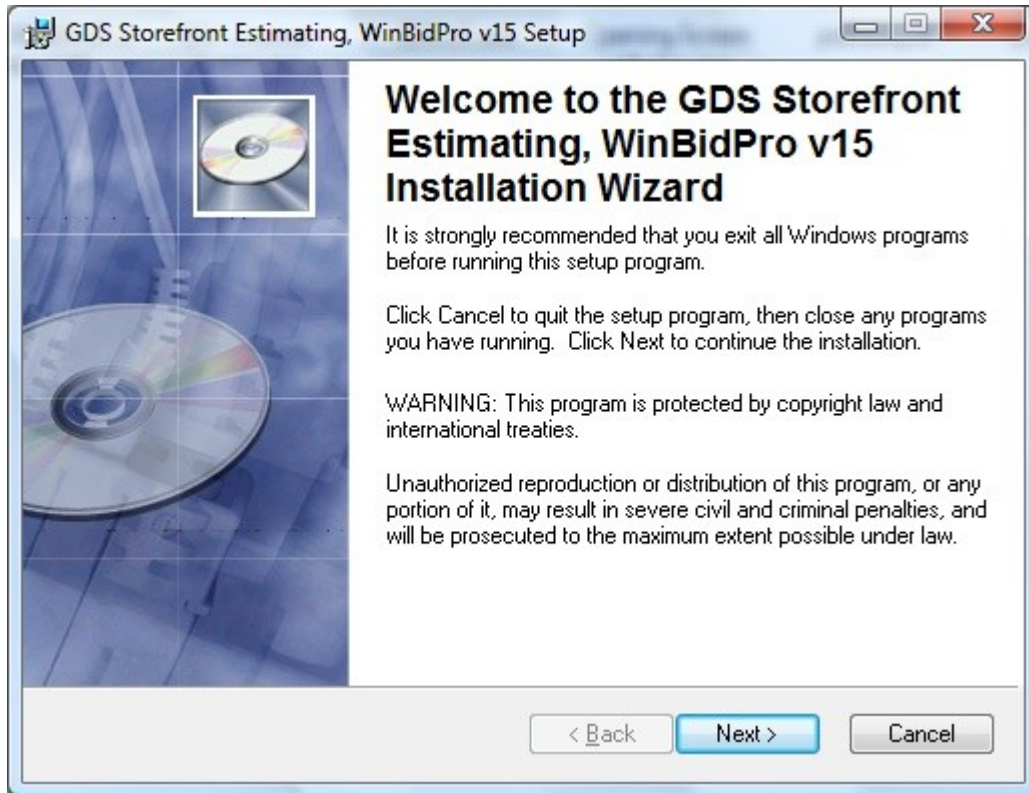 GDS Storefront Estimating, WinBidPro v15 Setup
Welcome to the GDS Storefront
Estimating, WinBidPro v15
Installation Wizard
It is strongly recommended that you exit all Windows programs
before running this setup program.
Click Cancel to quit the setup program, then close any programs
you have running.  Click Next to continue the installation.
WARNING: This program is protected by copyright law and
international treaties.
Unauthorized reproduction or distribution of this program, or any
portion of it, may result in severe civil and criminal penalties, and
will be prosecuted to the maximum extent possible under law.
< Back
Next >
Cancel